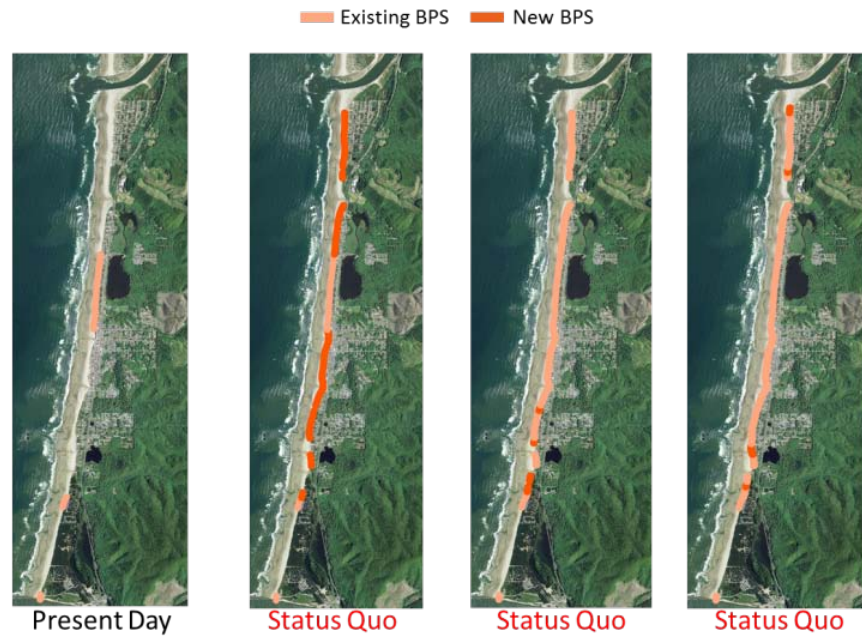 Existing BPS New BPS
Present Day Status Quo Status Quo Status Quo